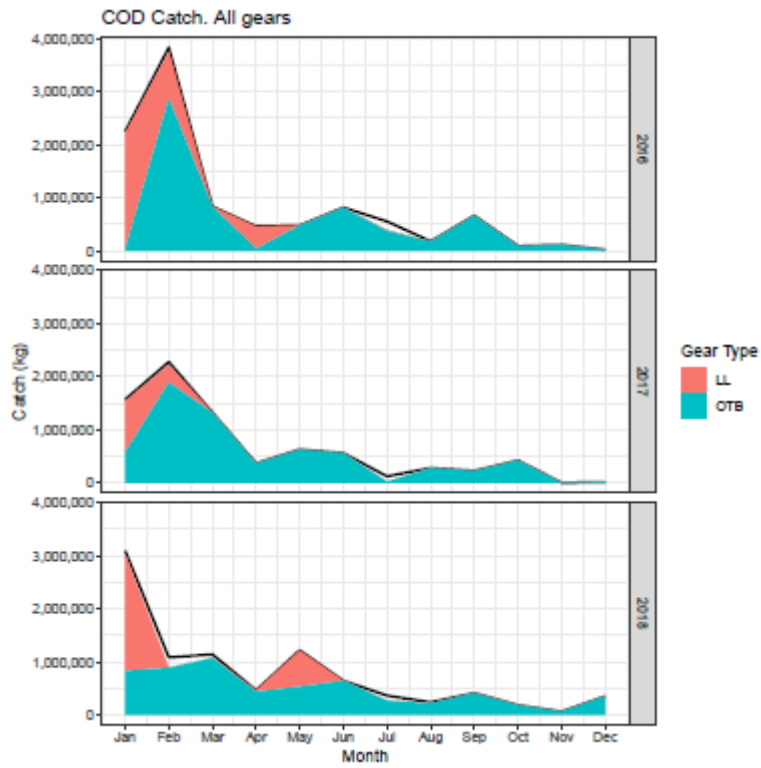 COD Catch. All gears
4,000,000
3,000,000
2,000,000
1,000,000
0
2016
4,000,000
3,000,000
2,000,000
1,000,000
0
2017
4,000,000
3,000,000
2,000,000
1,000,000
0
2018
Catch (kg)
Jan Feb Mar Apr May Jun Jul Aug Sep Oct Nov Dec
Month
Gear Type
LL
OTB